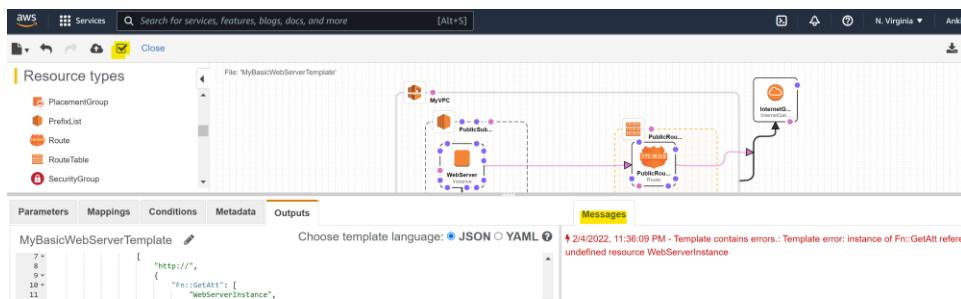 aws Services Search for services, features, blogs, docs, and more [Alt+S] N. Virginia ▼ Anki
Close
Resource types
File: 'MyBasicWebServerTemplate'
PlacementGroup
PrefixList
Route
RouteTable
SecurityGroup
MyVPC
PublicSub...
WebServer
Instance
PublicRou...
PublicRou...
Route
InternetG...
InternetGat...
Parameters Mappings Conditions Metadata Outputs
Messages
MyBasicWebServerTemplate Choose template language: JSON YAML
7 [
8 "http://",
9 {
10 "Fn::GetAtt": [
11 "WebServerInstance",
2/4/2022, 11:36:09 PM - Template contains errors.: Template error: instance of Fn::GetAtt refere
undefined resource WebServerInstance